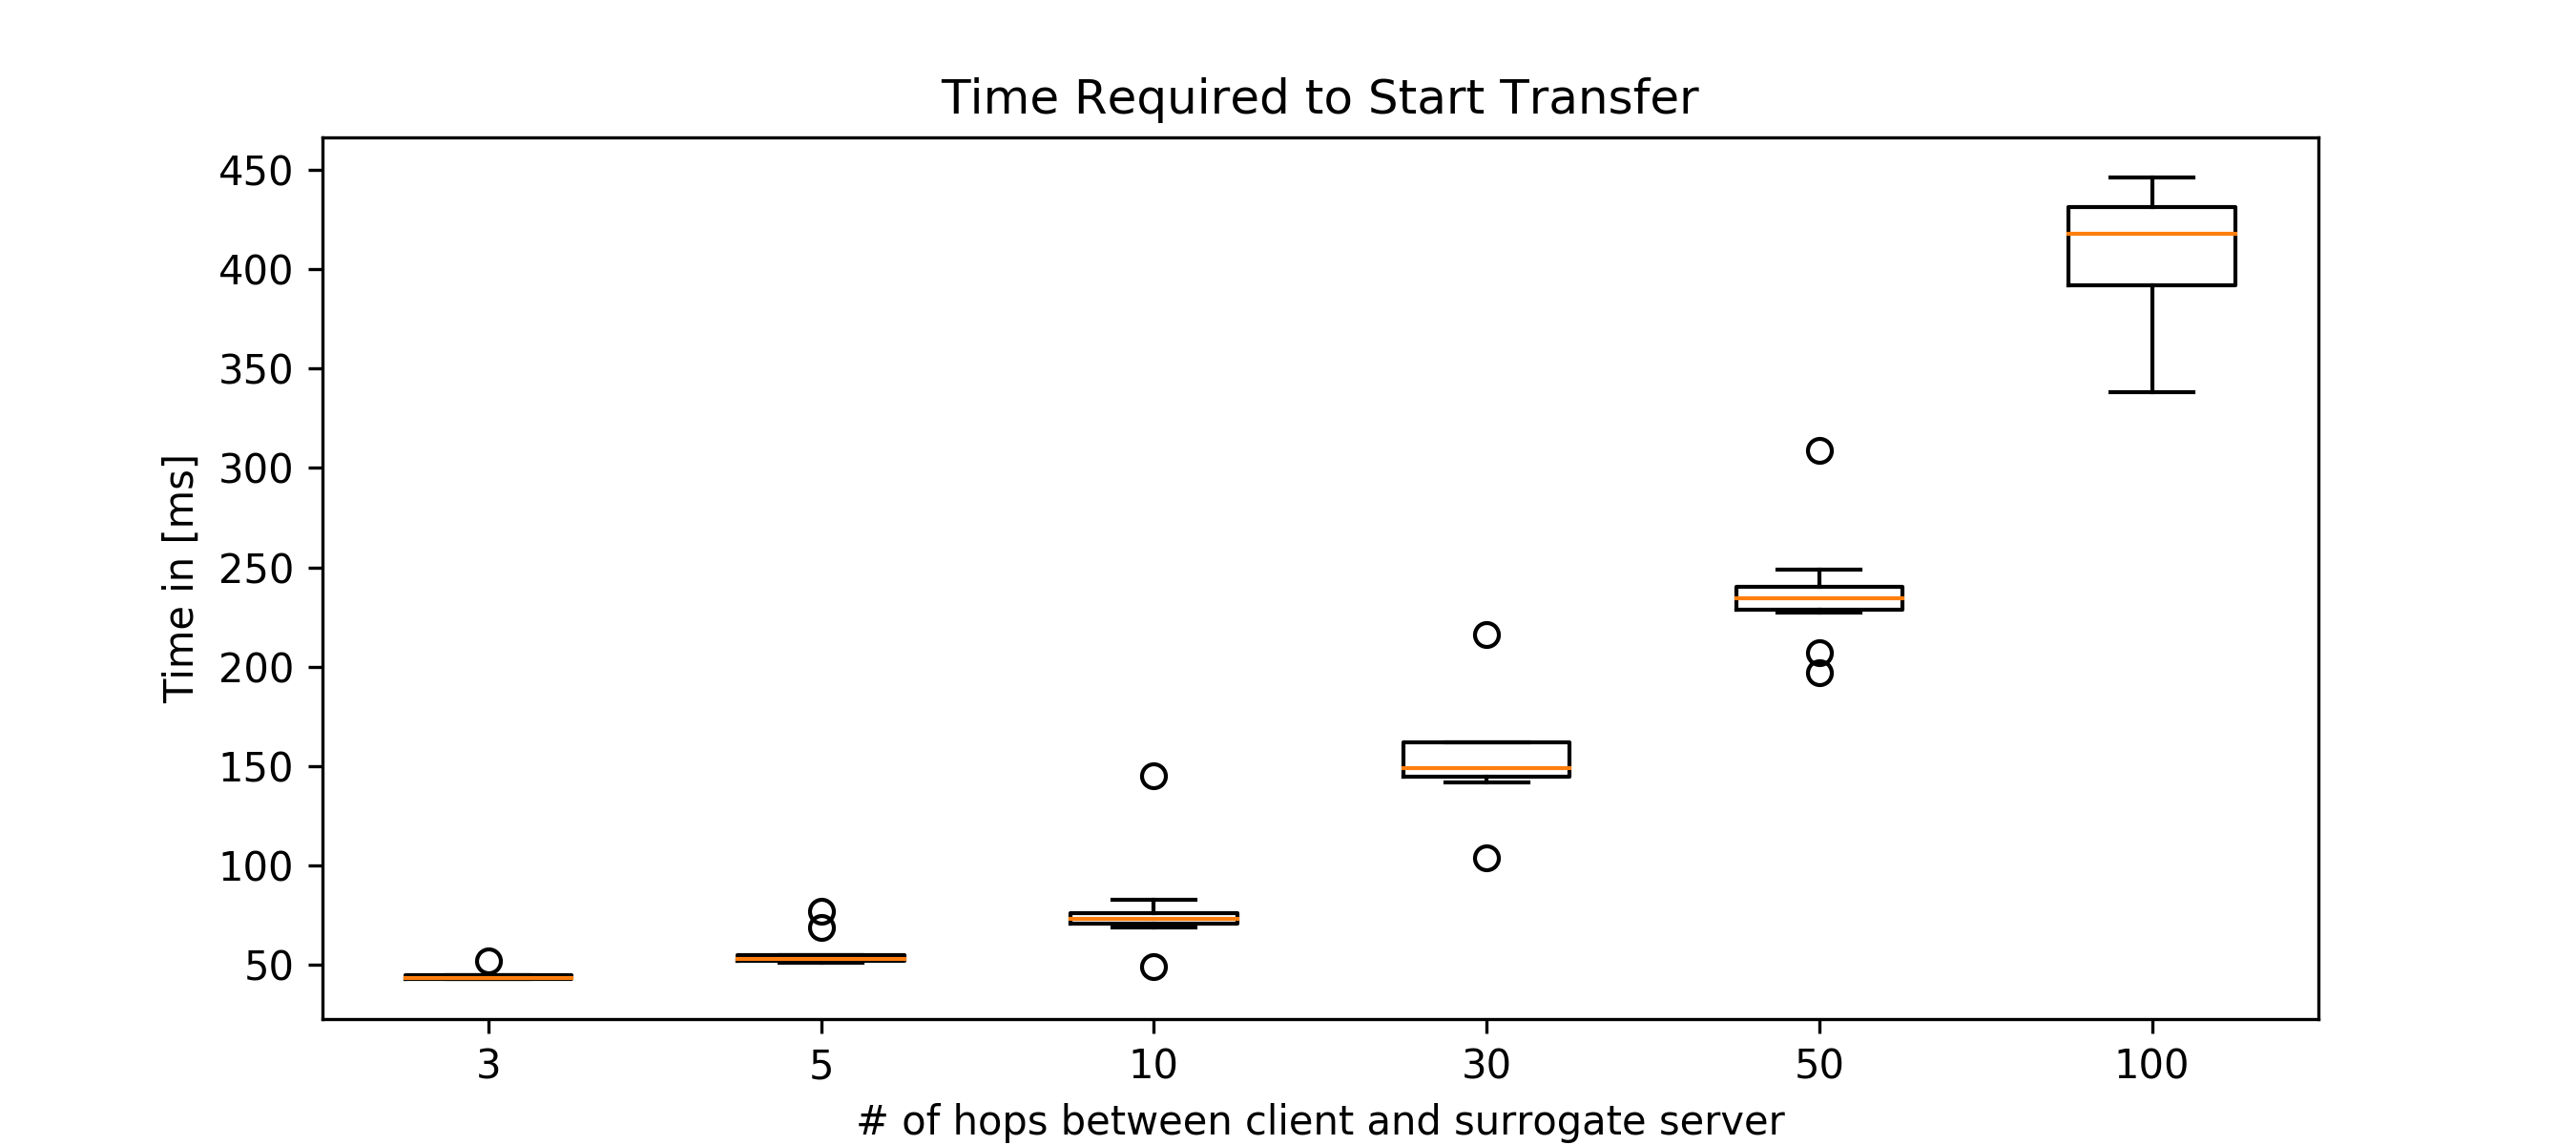 Time Required to Start Transfer
450
400
350
300
250
200
150
100
50
Time in [ms]
3 5 10 30 50 100
# of hops between client and surrogate server